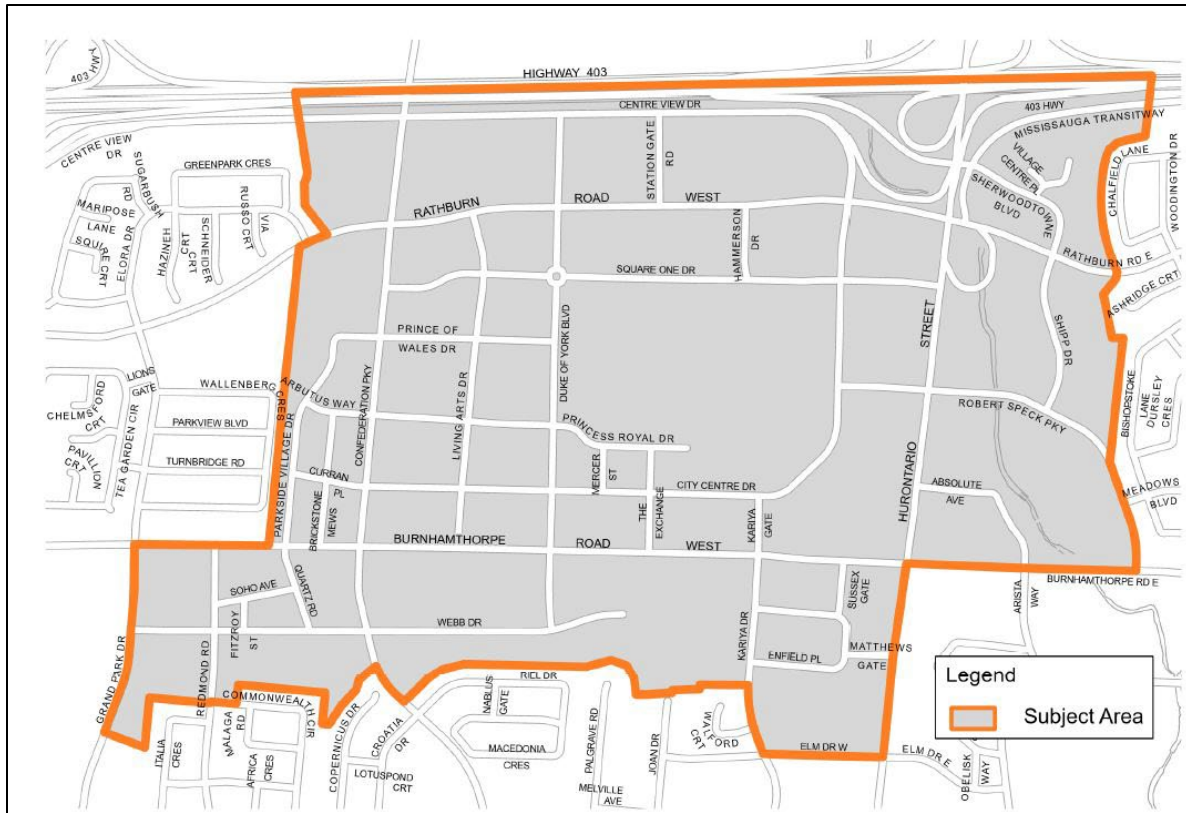 HWY
403
HIGHWAY 403
CENTRE VIEW DR
403 HWY
MISSISSAUGA TRANSITWAY
CENTRE VIEW
DR
SUGARBUSH
RD
GREENPARK CRES
STATION GATE
RD
VILLAGE
CENTRE PL
CHALFIELD LANE
WOODINGTON DR
MARIPOSE
LANE
SQUIRE CRT
ELORA DR
HAZINEH
CRT
SCHNEIDER
CRT
RUSSO CRT
VIA
RATHBURN
ROAD
WEST
SHERWOODTOWNE
BLVD
RATHBURN RD E
HAMMERSON
DR
SQUARE ONE DR
ASHRIDGE CRT
PRINCE OF
WALES DR
DUKE OF YORK BLVD
STREET
SHIPP DR
LIONS
GATE
WALLENBERG CRES
ARBUTUS WAY
CONFEDERATION PKY
LIVING ARTS DR
ROBERT SPECK PKY
BISHOPSTOKE
LANE
DURSLEY
CRES
CHELMSFORD
CRT
PARKVIEW BLVD
PAVILLION
CRT
TEA GARDEN CIR
TURNBRIDGE RD
PARKSIDE VILLAGE DR
PRINCESS ROYAL DR
CURRAN
PL
BRICKSTONE
MEWS
MERCER
ST
THE
EXCHANGE
CITY CENTRE DR
KARIYA
GATE
HURONTARIO
ABSOLUTE
AVE
MEADOWS
BLVD
BURNHAMTHORPE
ROAD
WEST
BURNHAMTHORPE RD E
ARISTA
WAY
SOHO AVE
QUARTZ RD
FITZROY
ST
WEBB DR
SUSSEX
GATE
KARIYA DR
ENFIELD PL
MATTHEWS
GATE
GRAND PARK DR
REDMOND RD
COMMONWEALTH CIR
RIEL DR
NABLUS
GATE
ITALIA
CRES
MALAGA
RD
AFRICA
CRES
COPERNICUS DR
CROATIA
DR
LOTUSPOND
CRT
MACEDONIA
CRES
PALGRAVE RD
MELVILLE
AVE
JOAN DR
WALFORD
CRT
ELM DR W
ELM DR E
OBELISK
WAY
Legend
Subject Area